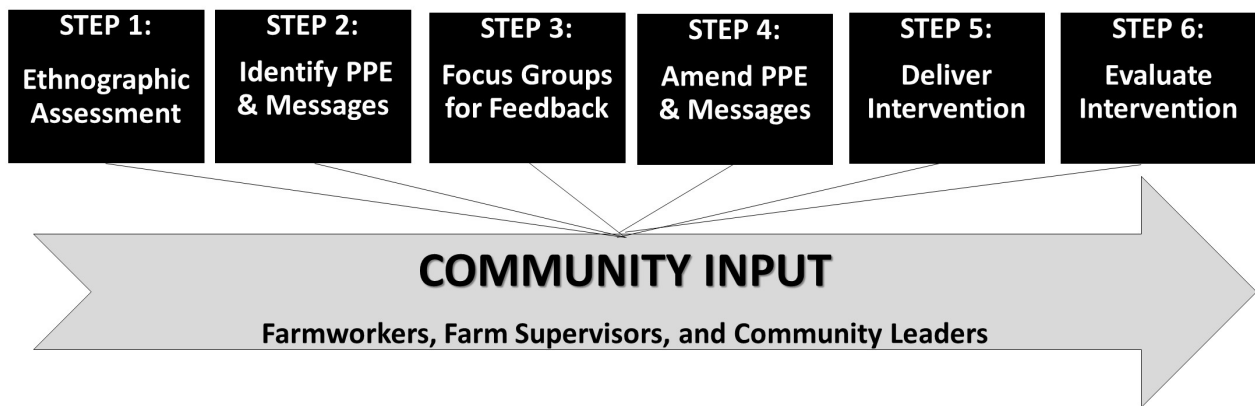 STEP 1:
Ethnographic
Assessment
STEP 2:
Identify PPE
& Messages
STEP 3:
Focus Groups
for Feedback
STEP 4:
Amend PPE
& Messages
STEP 5:
Deliver
Intervention
STEP 6:
Evaluate
Intervention
COMMUNITY INPUT
Farmworkers, Farm Supervisors, and Community Leaders